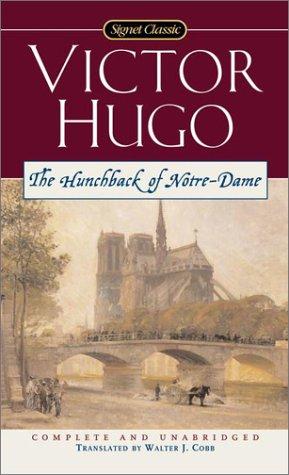 Signet Classic
VICTOR
HUGO
The Hunchback of Notre-Dame
COMPLETE AND UNABRIDGED
TRANSLATED BY WALTER J. COBB